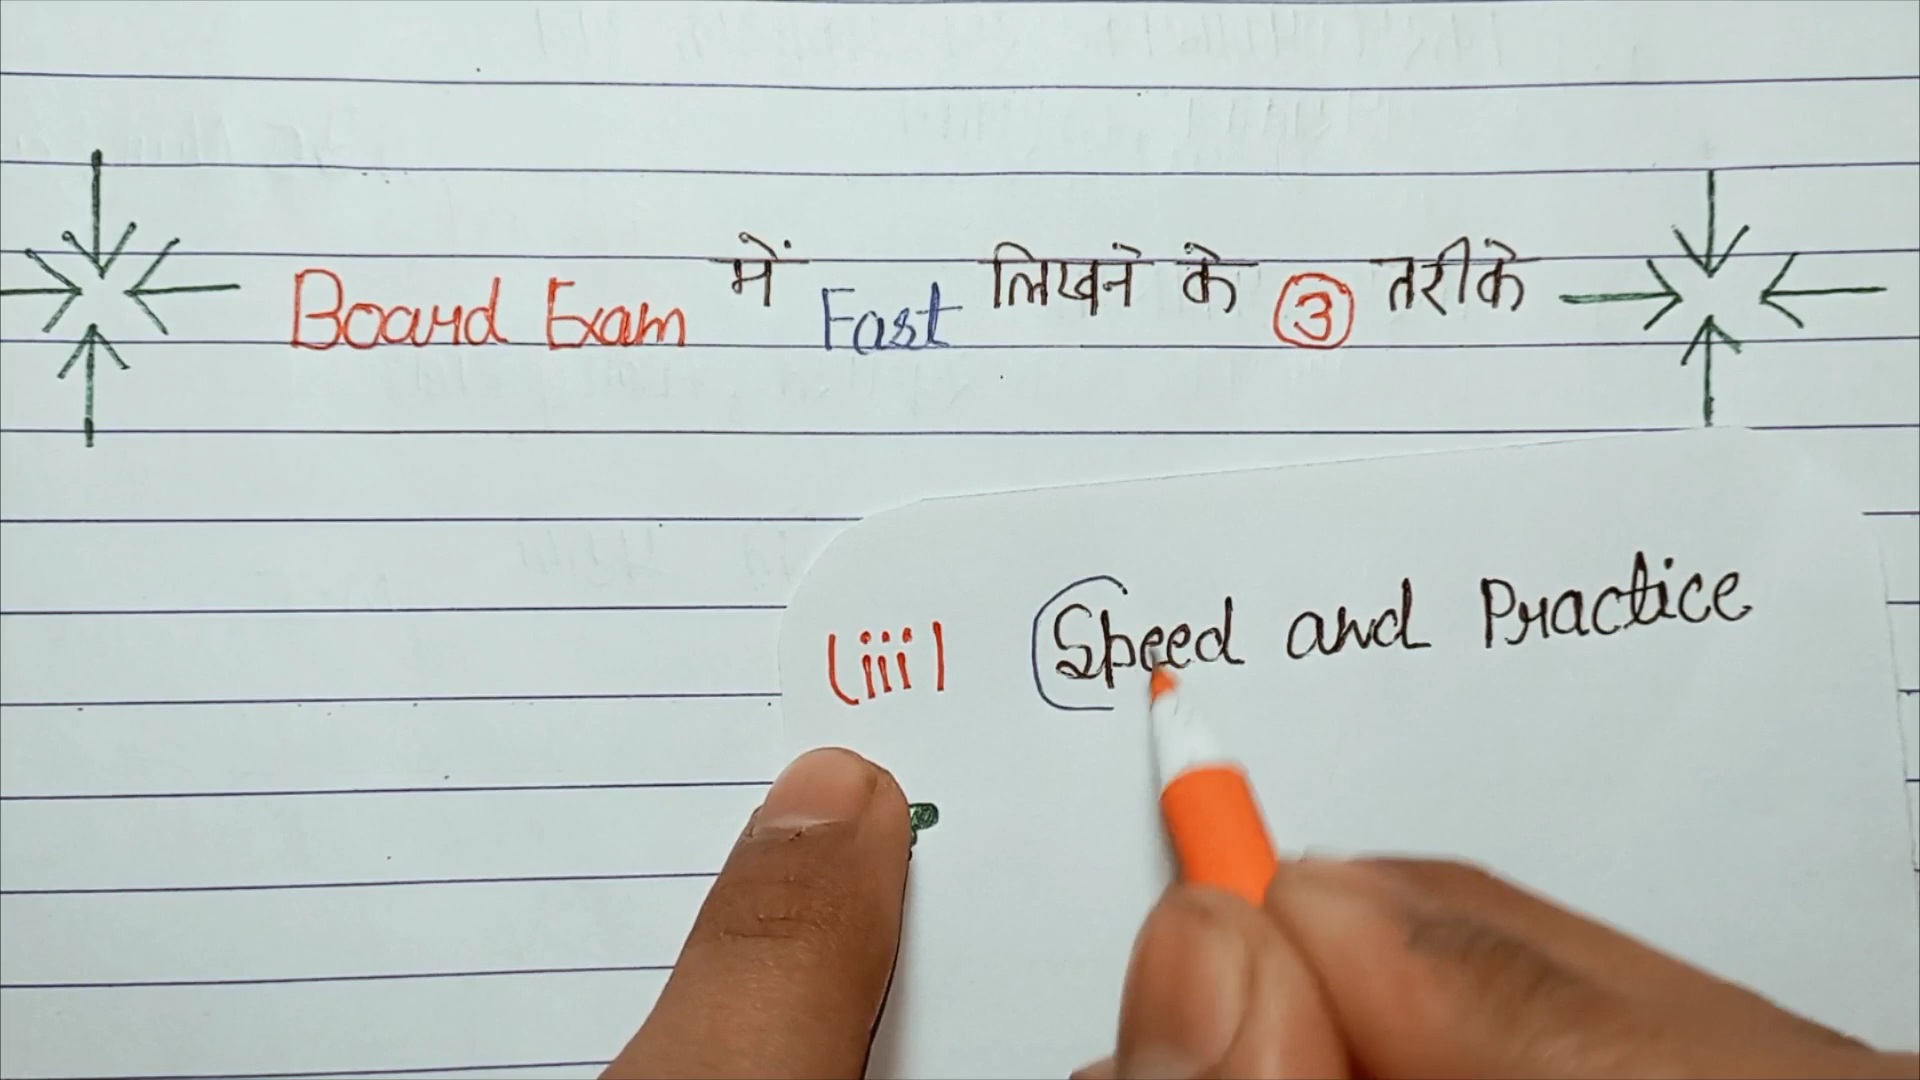 Board Exam में Fast लिखने के 3 तरीके
(iii) Speed and Practice